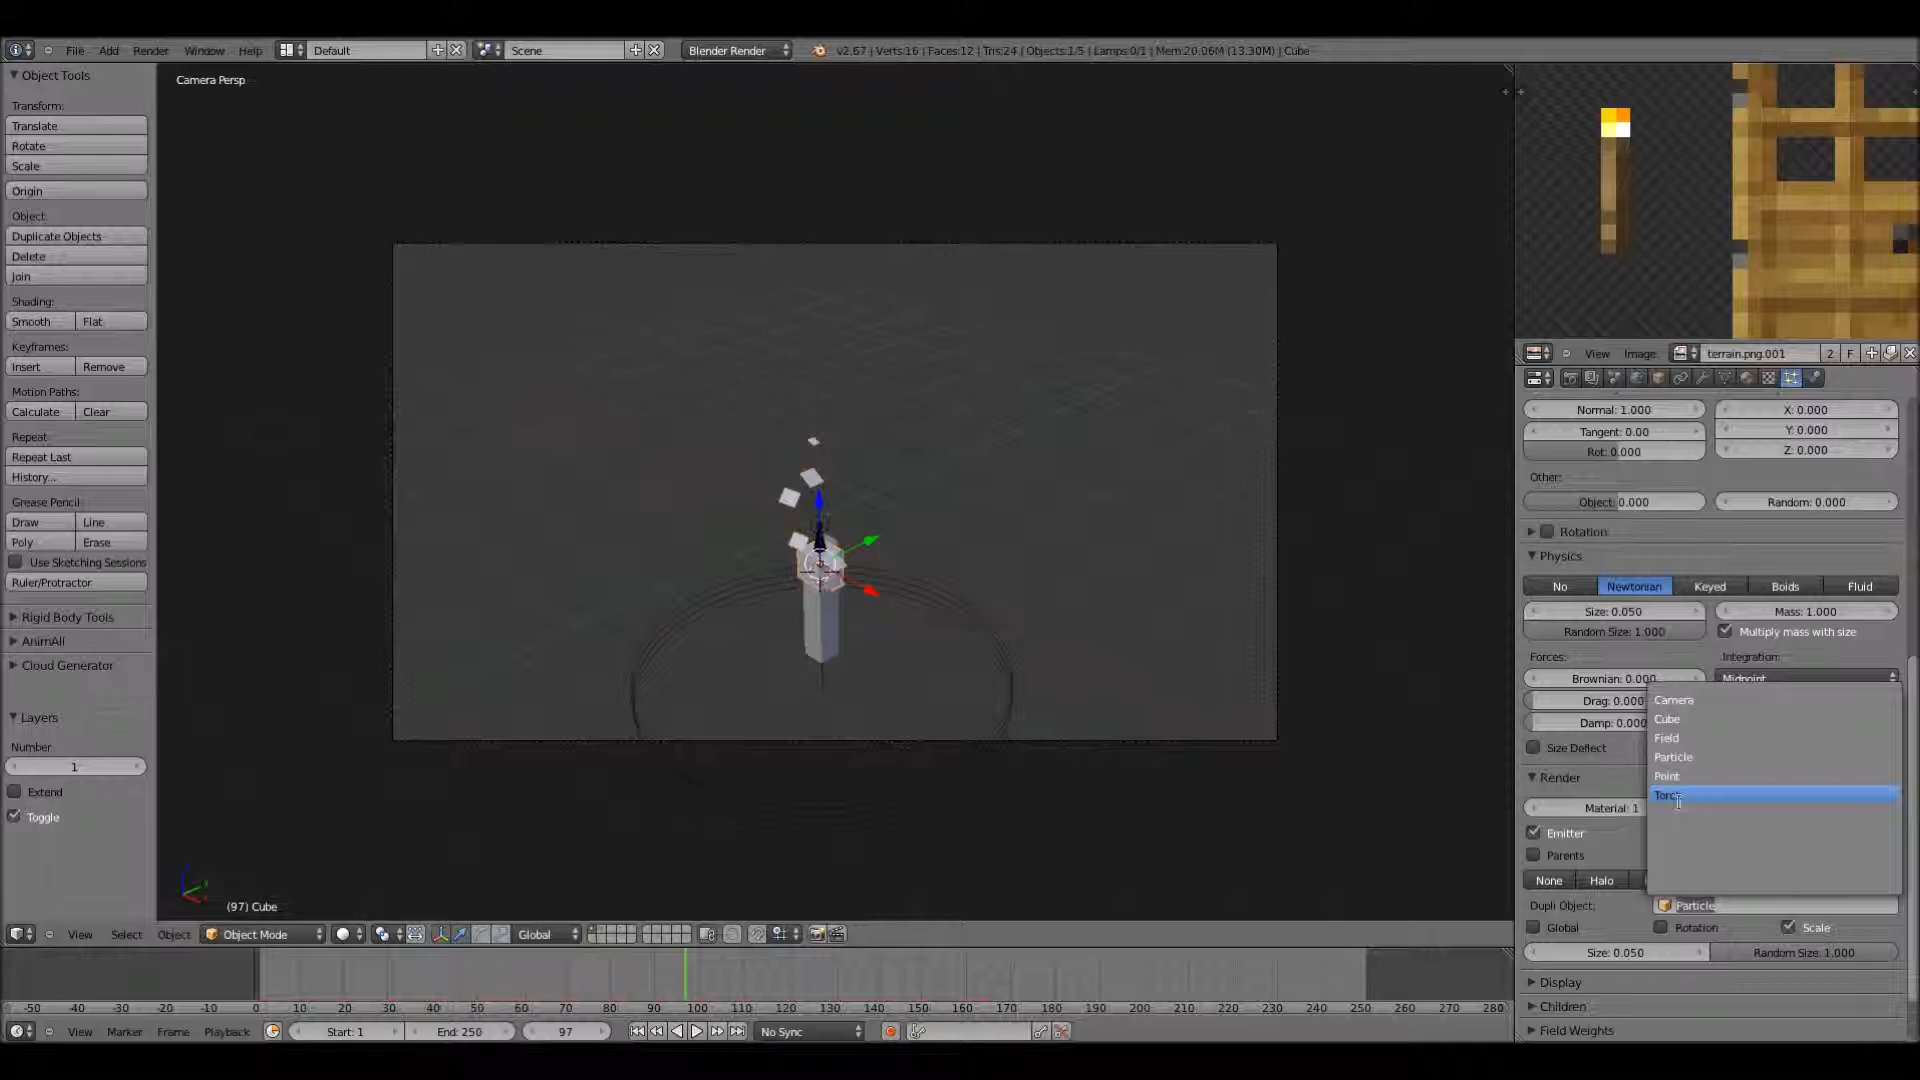 File Add Render Window Help Default Scene Blender Render v2.67 | Verts:16 | Faces:12 | Tris:24 | Objects:1/5 | Lamps:0/1 | Mem:20.06M (13.30M) | Cube
Object Tools
Camera Persp
Transform:
Translate
Rotate
Scale
Origin
Object:
Duplicate Objects
Delete
Join
Shading:
Smooth Flat
Keyframes:
Insert Remove
Motion Paths:
Calculate Clear
Repeat:
Repeat Last
History...
Grease Pencil:
Draw Line
Poly Erase
Use Sketching Sessions
Ruler/Protractor
Rigid Body Tools
AnimAll
Cloud Generator
Layers
Number
1
Extend
Toggle
(97) Cube
View Image terrain.png.001 2 F
Normal: 1.000 X: 0.000
Tangent: 0.00 Y: 0.000
Rot: 0.000 Z: 0.000
Other:
Object: 0.000 Random: 0.000
Rotation
Physics
No Newtonian Keyed Boids Fluid
Size: 0.050 Mass: 1.000
Random Size: 1.000 Multiply mass with size
Forces: Integration:
Brownian: 0.000 Midpoint
Drag: 0.000
Damp: 0.000
Size Deflect
Camera
Cube
Field
Particle
Point
Render
Material: 1
Emitter
Parents
None Halo
Dupli Object: Particle
Global Rotation Scale
Size: 0.050 Random Size: 1.000
Display
Children
Field Weights
View Select Object Object Mode Global
-50 -40 -30 -20 -10 0 10 20 30 40 50 60 70 80 90 100 110 120 130 140 150 160 170 180 190 200 210 220 230 240 250 260 270 280
View Marker Frame Playback Start: 1 End: 250 97 No Sync